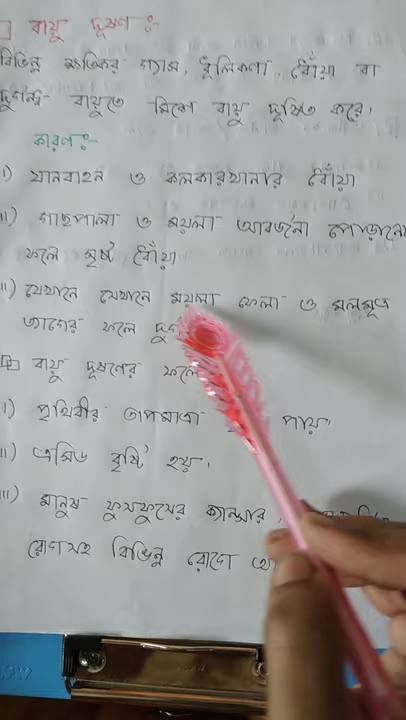 বায়ু দূষণ :-
বিভিন্ন ক্ষতিকর গ্যাস, ধূলিকণা, ধোঁয়া বা
দুর্গন্ধ বায়ুতে মিশে বায়ু দূষিত করে।
কারণ:-
i) যানবাহন ও কলকারখানার ধোঁয়া
ii) গাছপালা ও ময়লা আবর্জনা পোড়ানোর
ফলে সৃষ্ট ধোঁয়া
iii) যেখানে সেখানে ময়লা ফেলা ও মলমূত্র
ত্যাগের ফলে
বায়ু দূষণের ফলে
i) পৃথিবীর তাপমাত্রা পায়।
ii) এসিড বৃষ্টি হয়।
iii) মানুষ ফুসফুসের ক্যান্সার,
রোগসহ বিভিন্ন রোগে